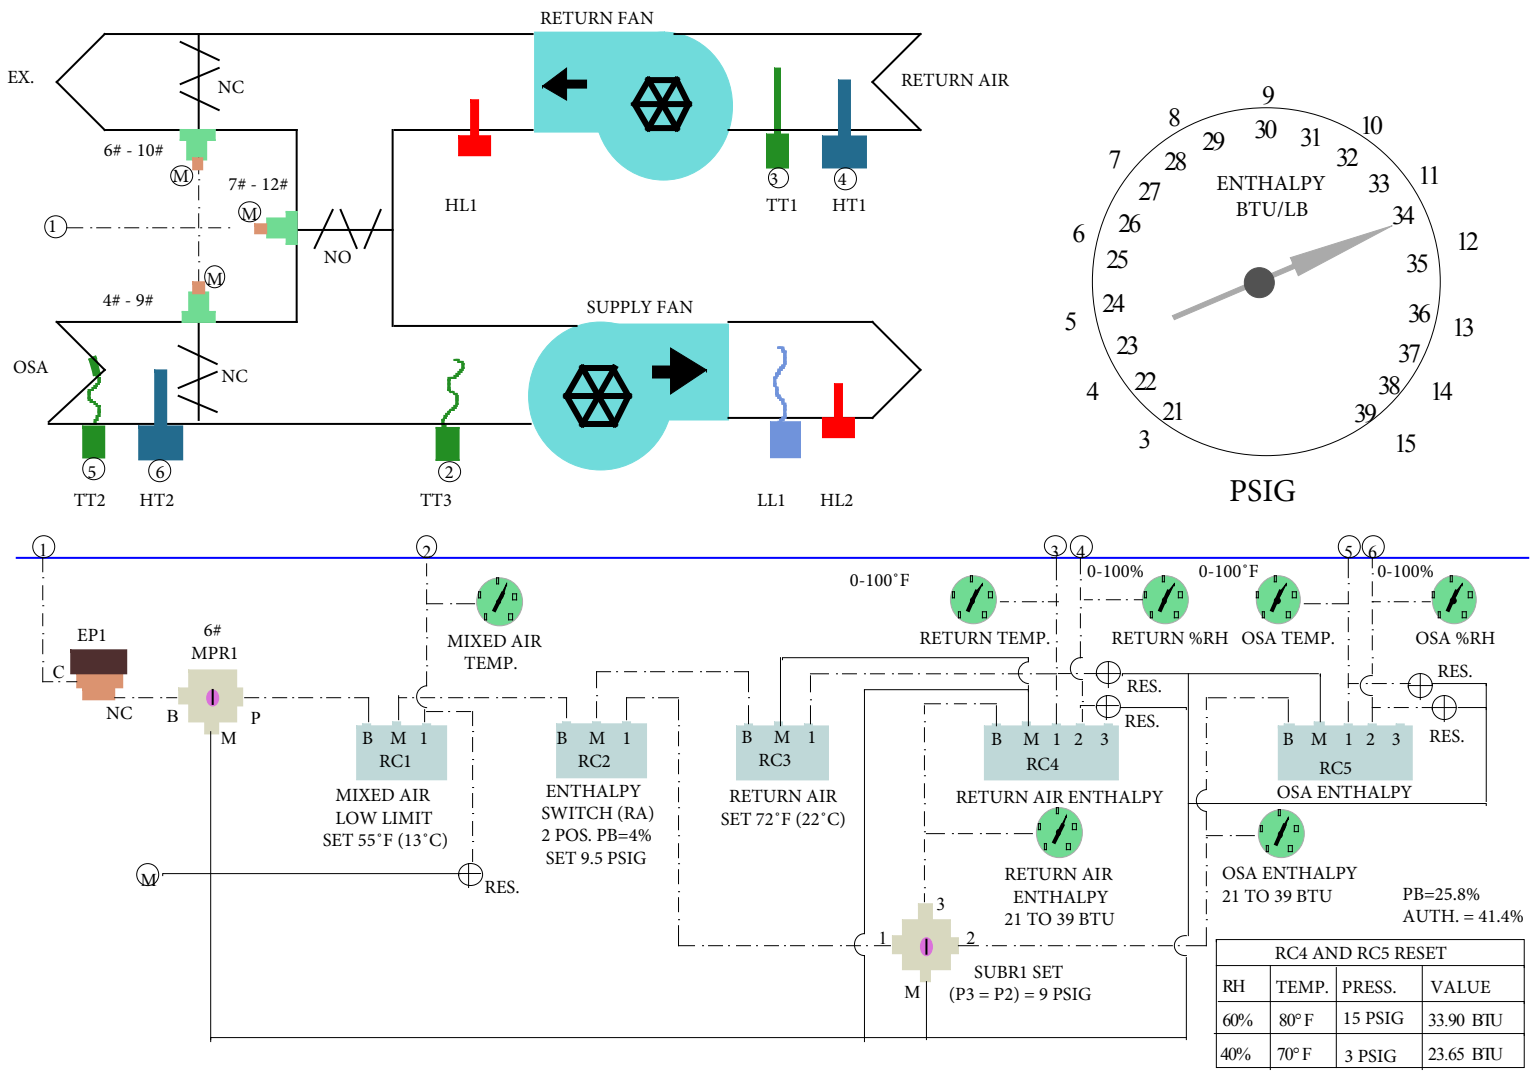 RETURN FAN
EX.
NC
RETURN AIR
6# - 10#
M
7# - 12#
M
3
4
HL1
TT1
HT1
1
NO
M
4# - 9#
SUPPLY FAN
OSA
NC
5
6
2
TT2
HT2
TT3
LL1
HL2
9
8
10
7
11
6
12
5
13
4
14
3
15
30
29
31
28
32
27
33
26
34
25
35
24
36
23
37
22
38
21
39
ENTHALPY
BTU/LB
PSIG
1
2
3
4
5
6
0-100˚F
0-100%
0-100˚F
0-100%
MIXED AIR
TEMP.
RETURN TEMP.
RETURN %RH
OSA TEMP.
OSA %RH
EP1
C
NC
6#
MPR1
B
P
M
RES.
RES.
RES.
RES.
B M 1
RC1
B M 1
RC2
B M 1
RC3
B M 1 2 3
RC4
B M 1 2 3
RC5
MIXED AIR
LOW LIMIT
SET 55˚F (13˚C)
ENTHALPY
SWITCH (RA)
2 POS. PB=4%
SET 9.5 PSIG
RETURN AIR
SET 72˚F (22˚C)
RETURN AIR ENTHALPY
OSA ENTHALPY
M
RES.
RETURN AIR
ENTHALPY
21 TO 39 BTU
OSA ENTHALPY
21 TO 39 BTU
PB=25.8%
AUTH. = 41.4%
3
1
2
M
SUBR1 SET
(P3 = P2) = 9 PSIG
RC4 AND RC5 RESET
RH TEMP. PRESS. VALUE
60% 80° F 15 PSIG 33.90 BTU
40% 70° F 3 PSIG 23.65 BTU